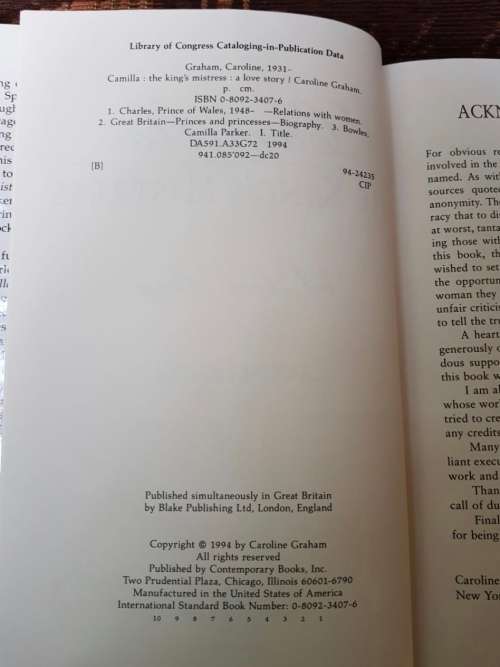 Library of Congress Cataloging-in-Publication Data
Graham, Caroline, 1931-
Camilla : the king's mistress : a love story / Caroline Graham.
p. cm.
ISBN 0-8092-3407-6
1. Charles, Prince of Wales, 1948- —Relations with women.
2. Great Britain—Princes and princesses—Biography. 3. Bowles,
Camilla Parker. I. Title.
DA591.A33G72 1994
941.085'092—dc20
94-24235
[B]
CIP
Published simultaneously in Great Britain
by Blake Publishing Ltd, London, England
Copyright © 1994 by Caroline Graham
All rights reserved
Published by Contemporary Books, Inc.
Two Prudential Plaza, Chicago, Illinois 60601-6790
Manufactured in the United States of America
International Standard Book Number: 0-8092-3407-6
10 9 8 7 6 5 4 3 2 1
ACKN
For obvious re
involved in the
named. As wit
sources quote
anonymity. The
racy that to di
at worst, tanta
ing those with
this book, th
wished to set
the opportun
woman they
unfair critici
to tell the tr
A heart
generously
dous suppo
this book w
I am al
whose wor
tried to cre
any credits
Many
liant exec
work and
Than
call of du
Final
for being
Caroline
New Yor